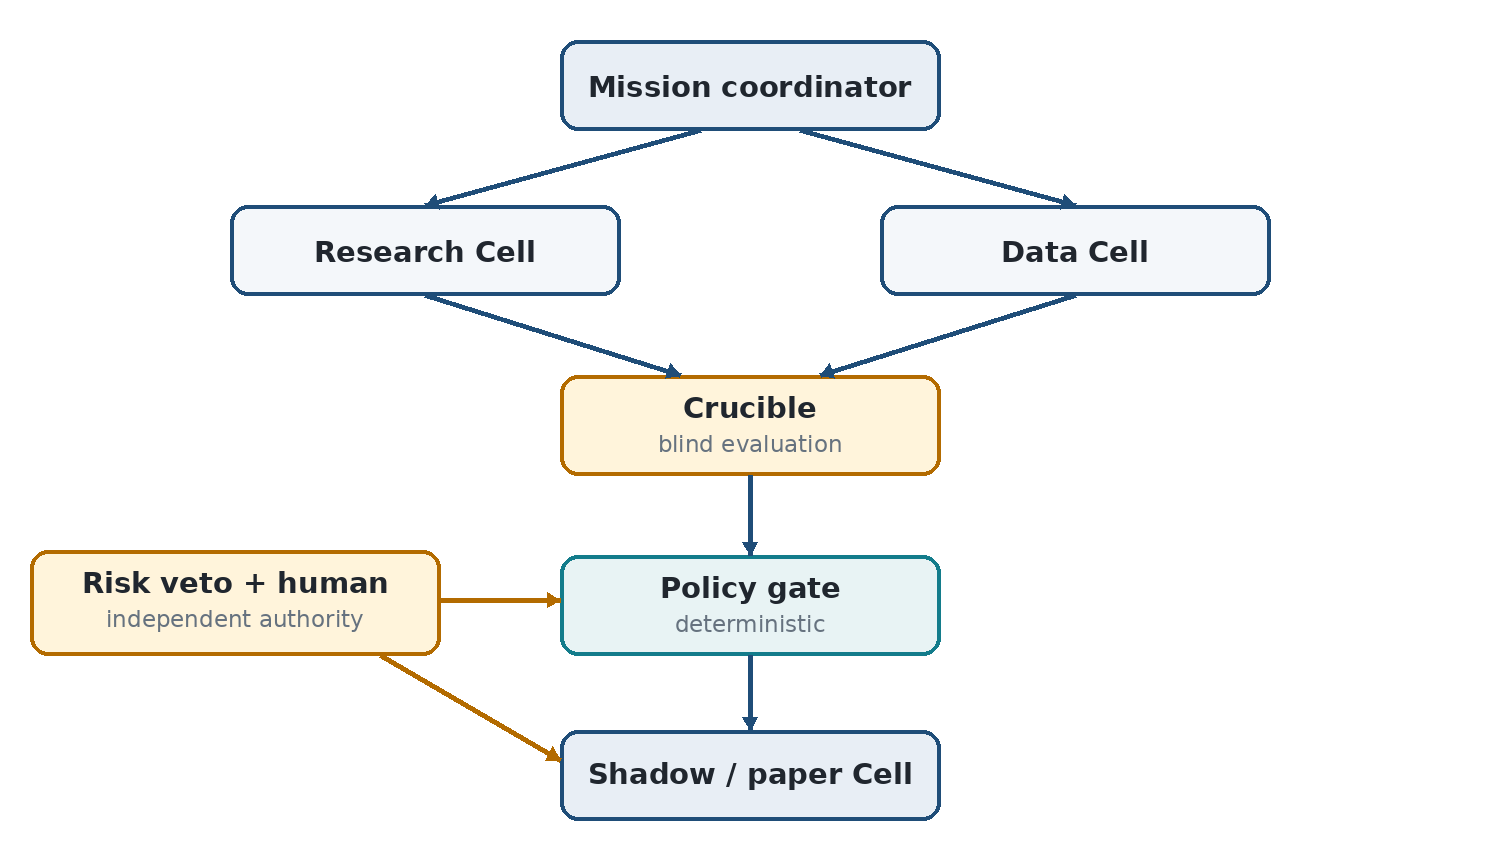 Mission coordinator
Research Cell
Data Cell
Crucible
blind evaluation
Risk veto + human
independent authority
Policy gate
deterministic
Shadow / paper Cell